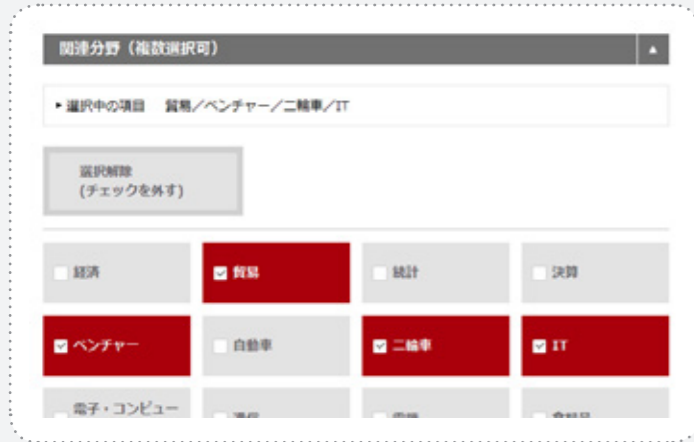 関連分野（複数選択可） ▲
▸選択中の項目 貿易／ベンチャー／二輪車／IT
選択解除
(チェックを外す)
経済 貿易 統計 決算
ベンチャー 自動車 二輪車 IT
電子・コンピュー